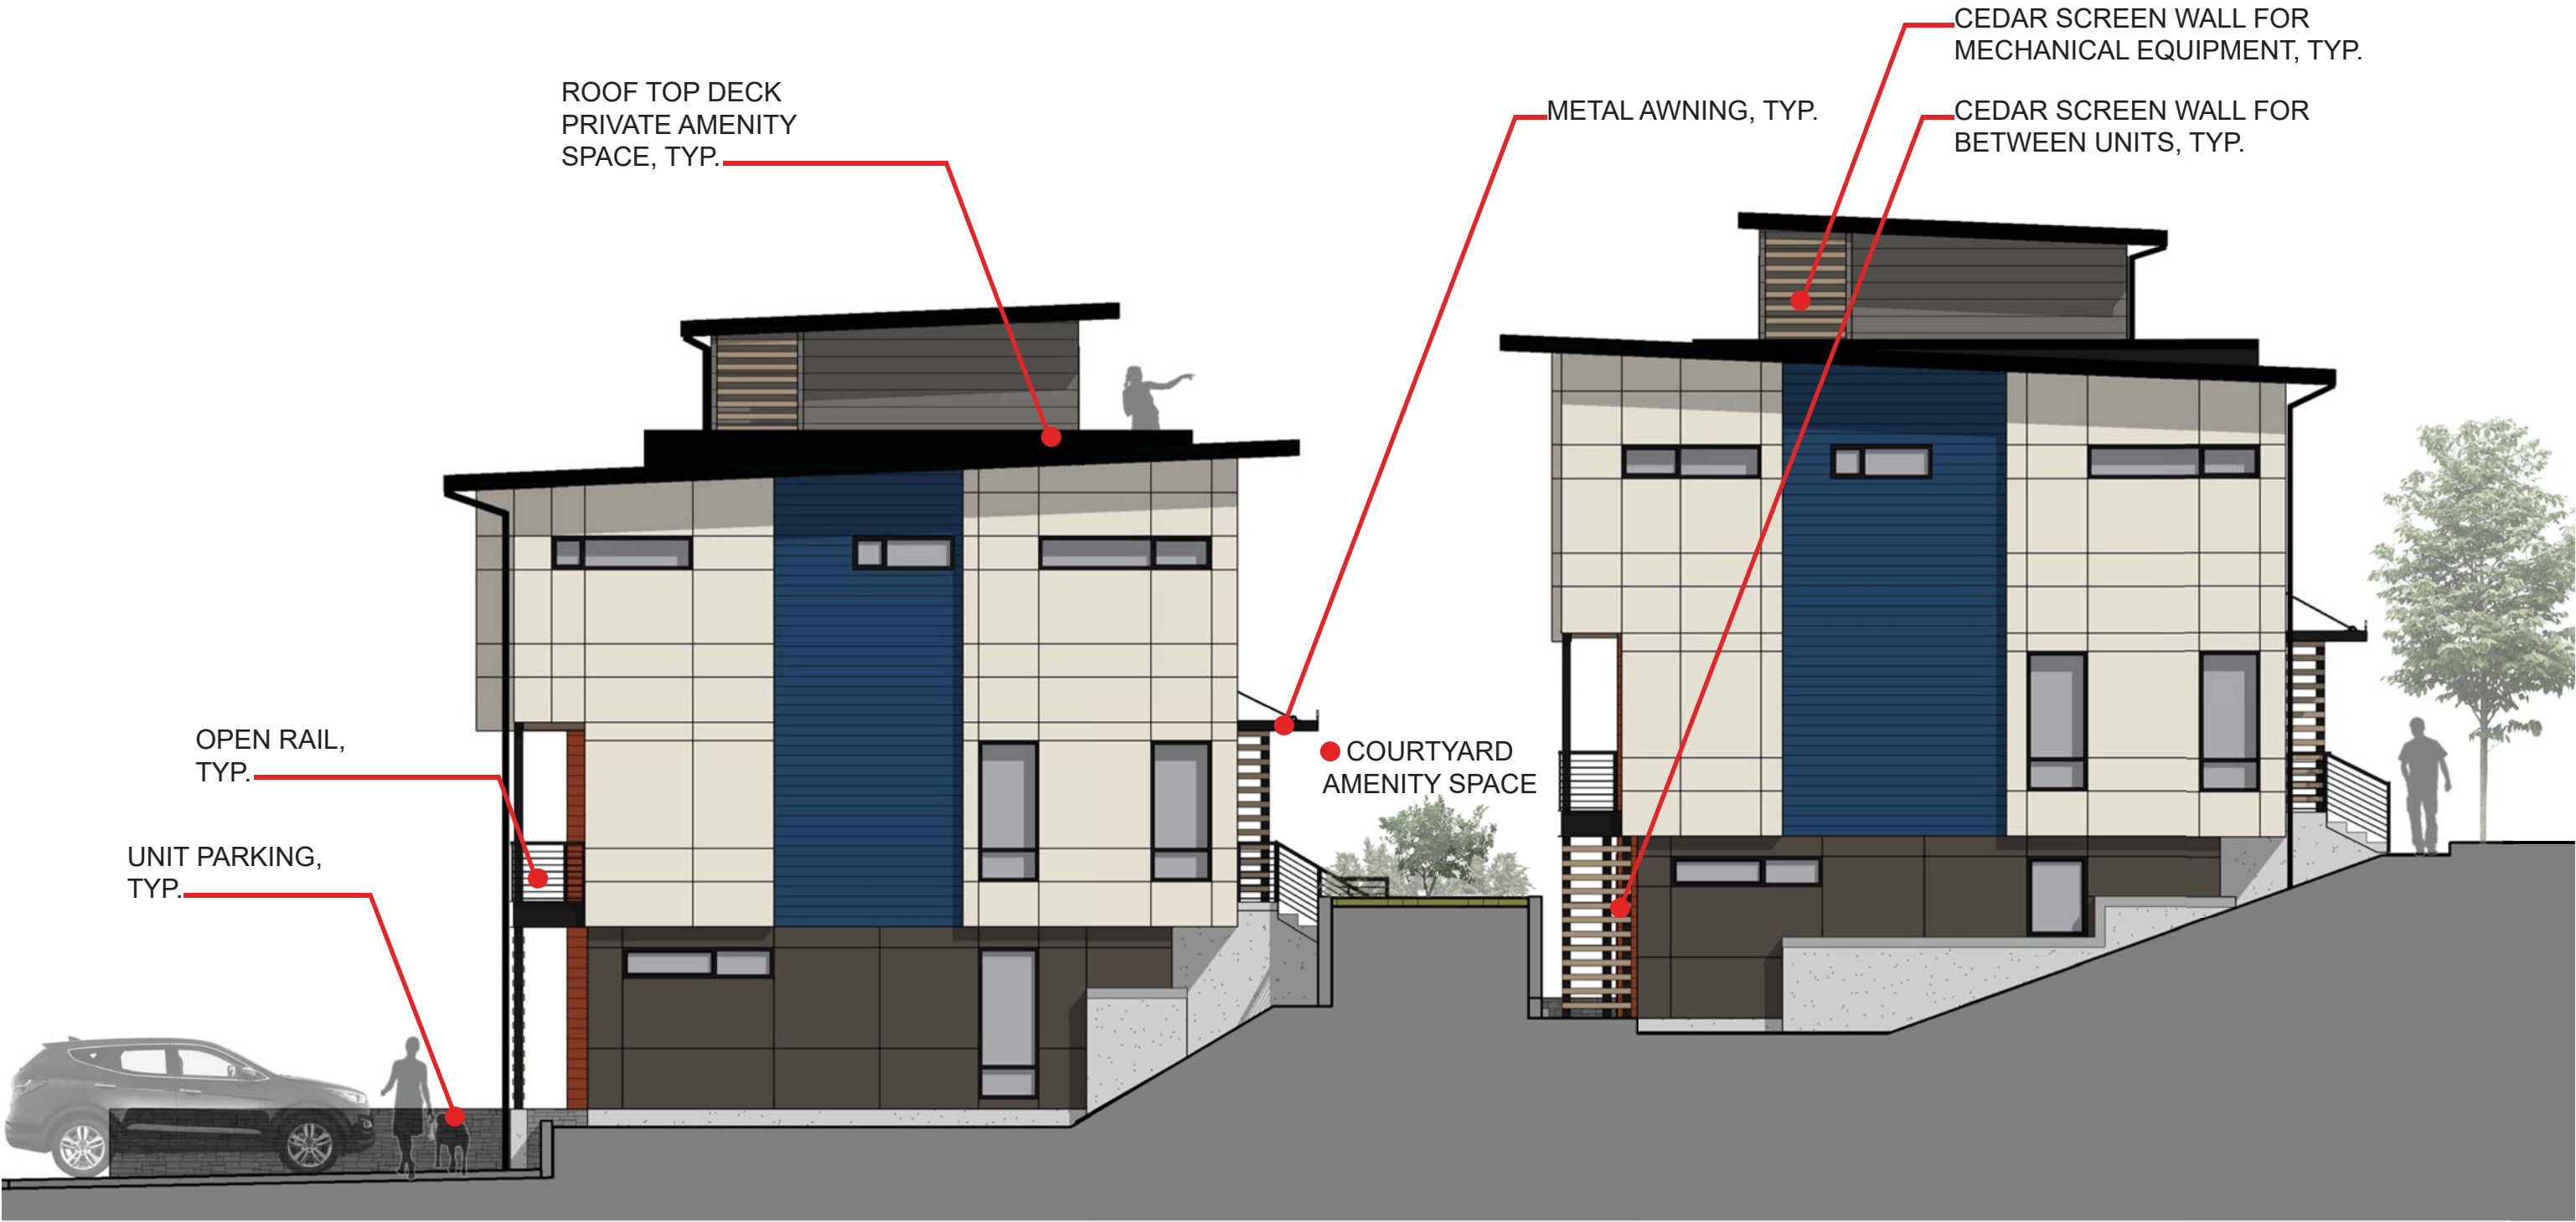 CEDAR SCREEN WALL FOR
MECHANICAL EQUIPMENT, TYP.
ROOF TOP DECK
PRIVATE AMENITY
SPACE, TYP.
METAL AWNING, TYP.
CEDAR SCREEN WALL FOR
BETWEEN UNITS, TYP.
OPEN RAIL,
TYP.
COURTYARD
AMENITY SPACE
UNIT PARKING,
TYP.